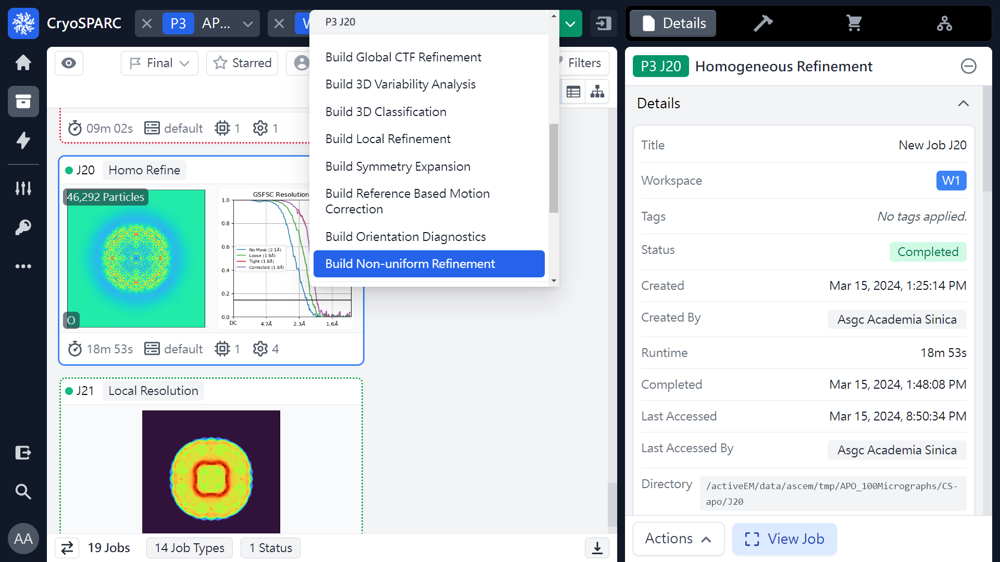 CryoSPARC
P3 AP...
P3 J20
Details
Final
Starred
Filters
Build Global CTF Refinement
Build 3D Variability Analysis
Build 3D Classification
Build Local Refinement
Build Symmetry Expansion
Build Reference Based Motion
Correction
Build Orientation Diagnostics
Build Non-uniform Refinement
09m 02s default 1 1
J20 Homo Refine
46,292 Particles
O
GSFSC Resolution
1.0
0.8
0.6
0.4
0.2
0.0
No Mask (2.1Å)
Loose (1.9Å)
Tight (1.8Å)
Corrected (1.8Å)
DC 4.7Å 2.3Å 1.6Å
18m 53s default 1 4
J21 Local Resolution
AA
19 Jobs 14 Job Types 1 Status
P3 J20 Homogeneous Refinement
Details
Title New Job J20
Workspace W1
Tags No tags applied.
Status Completed
Created Mar 15, 2024, 1:25:14 PM
Created By Asgc Academia Sinica
Runtime 18m 53s
Completed Mar 15, 2024, 1:48:08 PM
Last Accessed Mar 15, 2024, 8:50:34 PM
Last Accessed By Asgc Academia Sinica
Directory /activeEM/data/ascem/tmp/APO_100Micrographs/CS-
apo/J20
Actions View Job